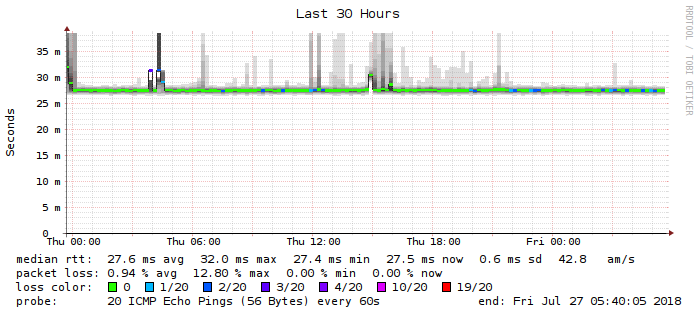 Last 30 Hours
RRDTOOL / TOBI OETIKER
Seconds
35 m
30 m
25 m
20 m
15 m
10 m
5 m
0
Thu 00:00 Thu 06:00 Thu 12:00 Thu 18:00 Fri 00:00
median rtt: 27.6 ms avg 32.0 ms max 27.4 ms min 27.5 ms now 0.6 ms sd 42.8 am/s
packet loss: 0.94 % avg 12.80 % max 0.00 % min 0.00 % now
loss color: 0 1/20 2/20 3/20 4/20 10/20 19/20
probe: 20 ICMP Echo Pings (56 Bytes) every 60s end: Fri Jul 27 05:40:05 2018